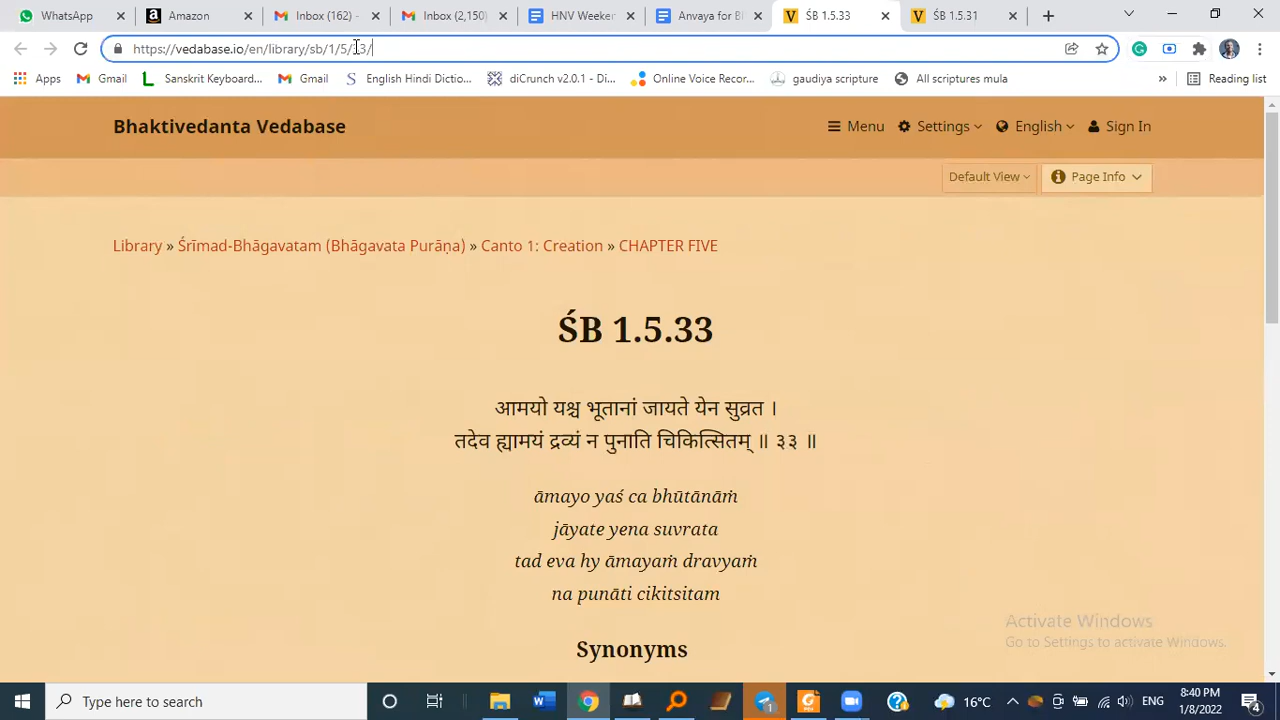 WhatsApp
Amazon
Inbox (162) -
Inbox (2,150)
HNV Weeken
Anvaya for B
ŚB 1.5.33
ŚB 1.5.31
https://vedabase.io/en/library/sb/1/5/33/
Apps
Gmail
Sanskrit Keyboard...
Gmail
English Hindi Dictio...
diCrunch v2.0.1 - Di...
Online Voice Recor...
gaudiya scripture
All scriptures mula
»
Reading list
Bhaktivedanta Vedabase
Menu
Settings
English
Sign In
Default View
Page Info
Library » Śrīmad-Bhāgavatam (Bhāgavata Purāṇa) » Canto 1: Creation » CHAPTER FIVE
ŚB 1.5.33
आमयो यश्च भूतानां जायते येन सुव्रत ।
तदेव ह्यामयं द्रव्यं न पुनाति चिकित्सितम् ॥ ३३ ॥
āmayo yaś ca bhūtānāṁ
jāyate yena suvrata
tad eva hy āmayaṁ dravyaṁ
na punāti cikitsitam
Synonyms
Activate Windows
Go to Settings to activate Windows.
Type here to search
16°C
ENG
8:40 PM
1/8/2022